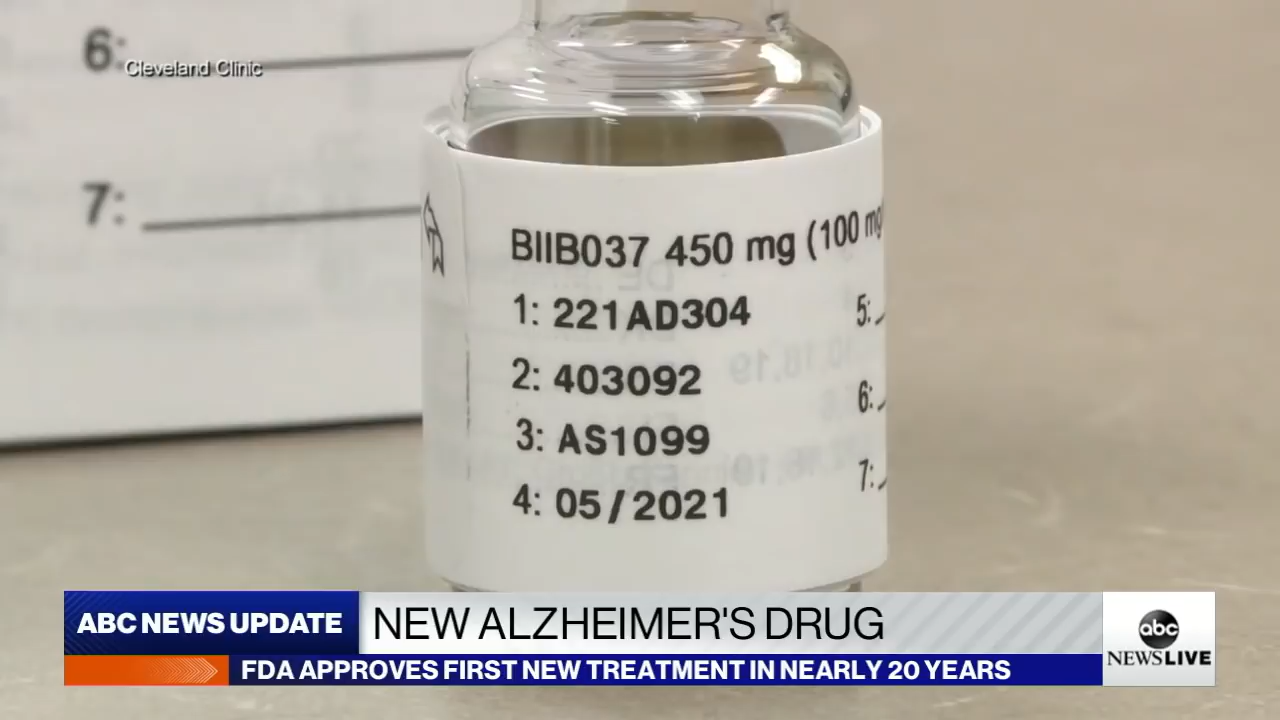 6:
Cleveland Clinic
7:
BIIB037 450 mg (100 mg
1: 221AD304
2: 403092
3: AS1099
4: 05/2021
5:
6:
7:
ABC NEWS UPDATE
NEW ALZHEIMER'S DRUG
FDA APPROVES FIRST NEW TREATMENT IN NEARLY 20 YEARS
abc
NEWSLIVE